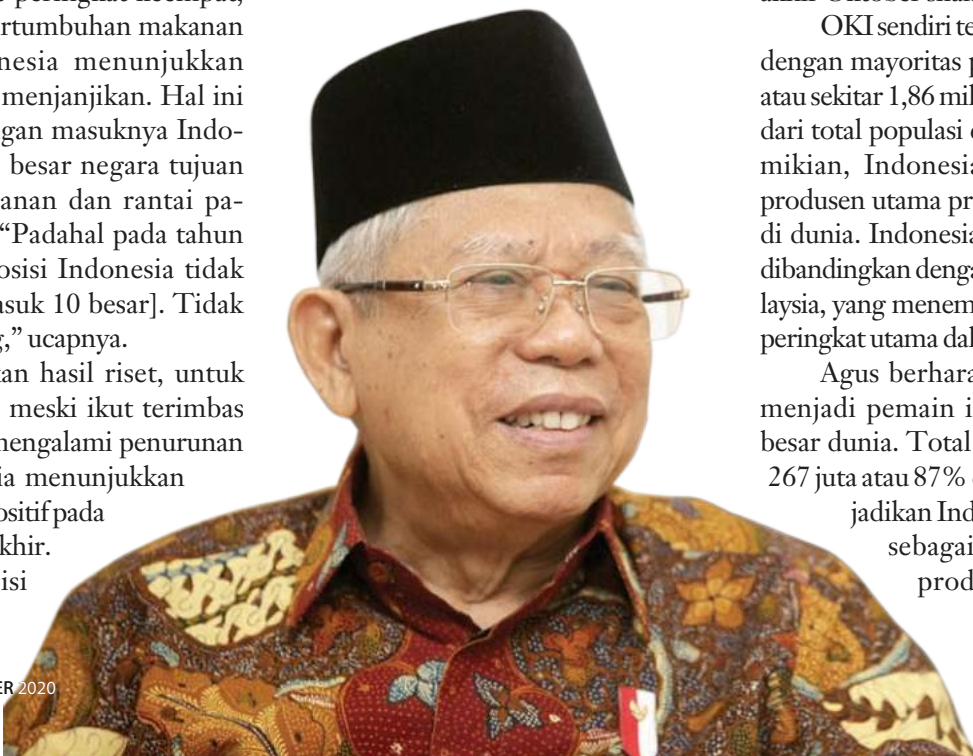 peringkat keempat,
pertumbuhan makanan
nesia menunjukkan
menjanjikan. Hal ini
ngan masuknya Indo-
besar negara tujuan
anan dan rantai pa-
“Padahal pada tahun
osisi Indonesia tidak
asuk 10 besar]. Tidak
g,” ucapnya.
kan hasil riset, untuk
meski ikut terimbas
mengalami penurunan
ia menunjukkan
ositif pada
khir.
isi
ER 2020
OKI sendiri te
dengan mayoritas p
atau sekitar 1,86 mil
dari total populasi d
mikian, Indonesia
produsen utama pr
di dunia. Indonesia
dibandingkan denga
laysia, yang menem
peringkat utama dal
Agus berhara
menjadi pemain i
besar dunia. Total
267 juta atau 87% d
jadikan Ind
sebagai
prod